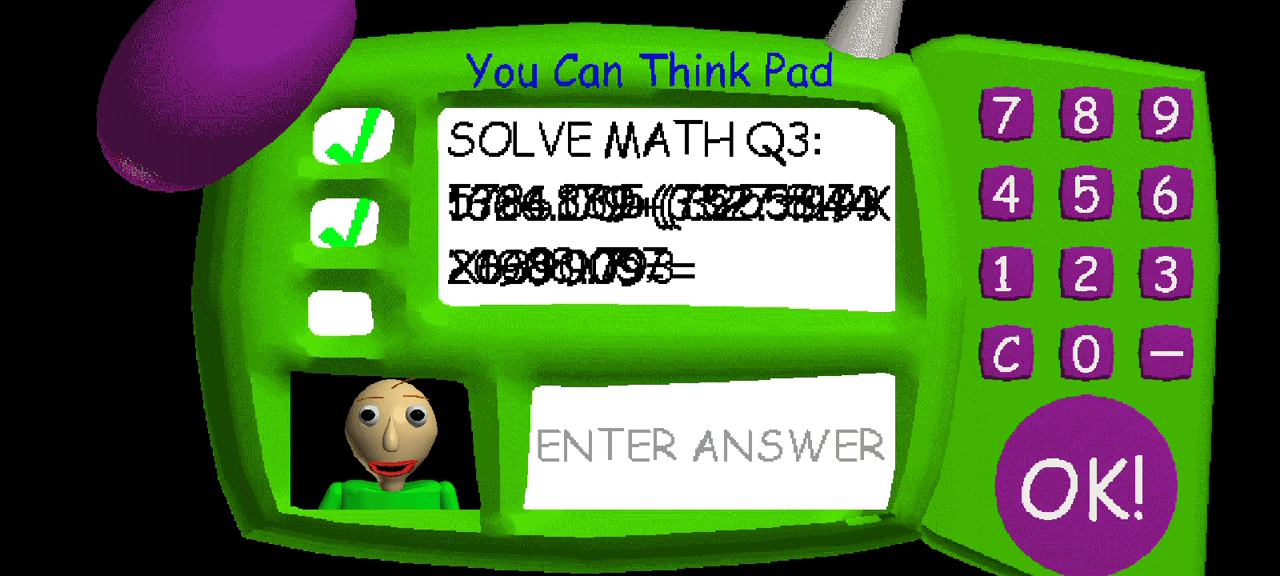 You Can Think Pad
SOLVE MATH Q3:
=
ENTER ANSWER
7 8 9
4 5 6
1 2 3
C 0 —
OK!